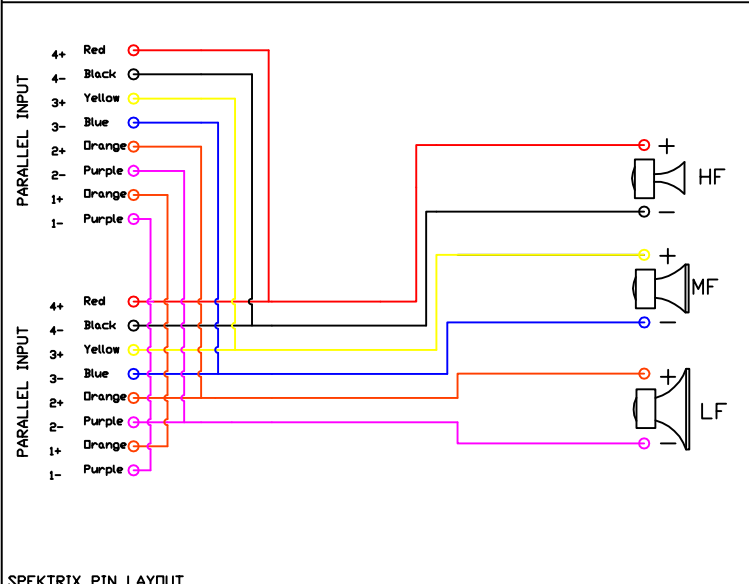 PARALLEL INPUT
4+ Red
4- Black
3+ Yellow
3- Blue
2+ Orange
2- Purple
1+ Orange
1- Purple
PARALLEL INPUT
4+ Red
4- Black
3+ Yellow
3- Blue
2+ Orange
2- Purple
1+ Orange
1- Purple
+
HF
-
+
MF
-
+
LF
-
SPEKTRIX PIN LAYOUT